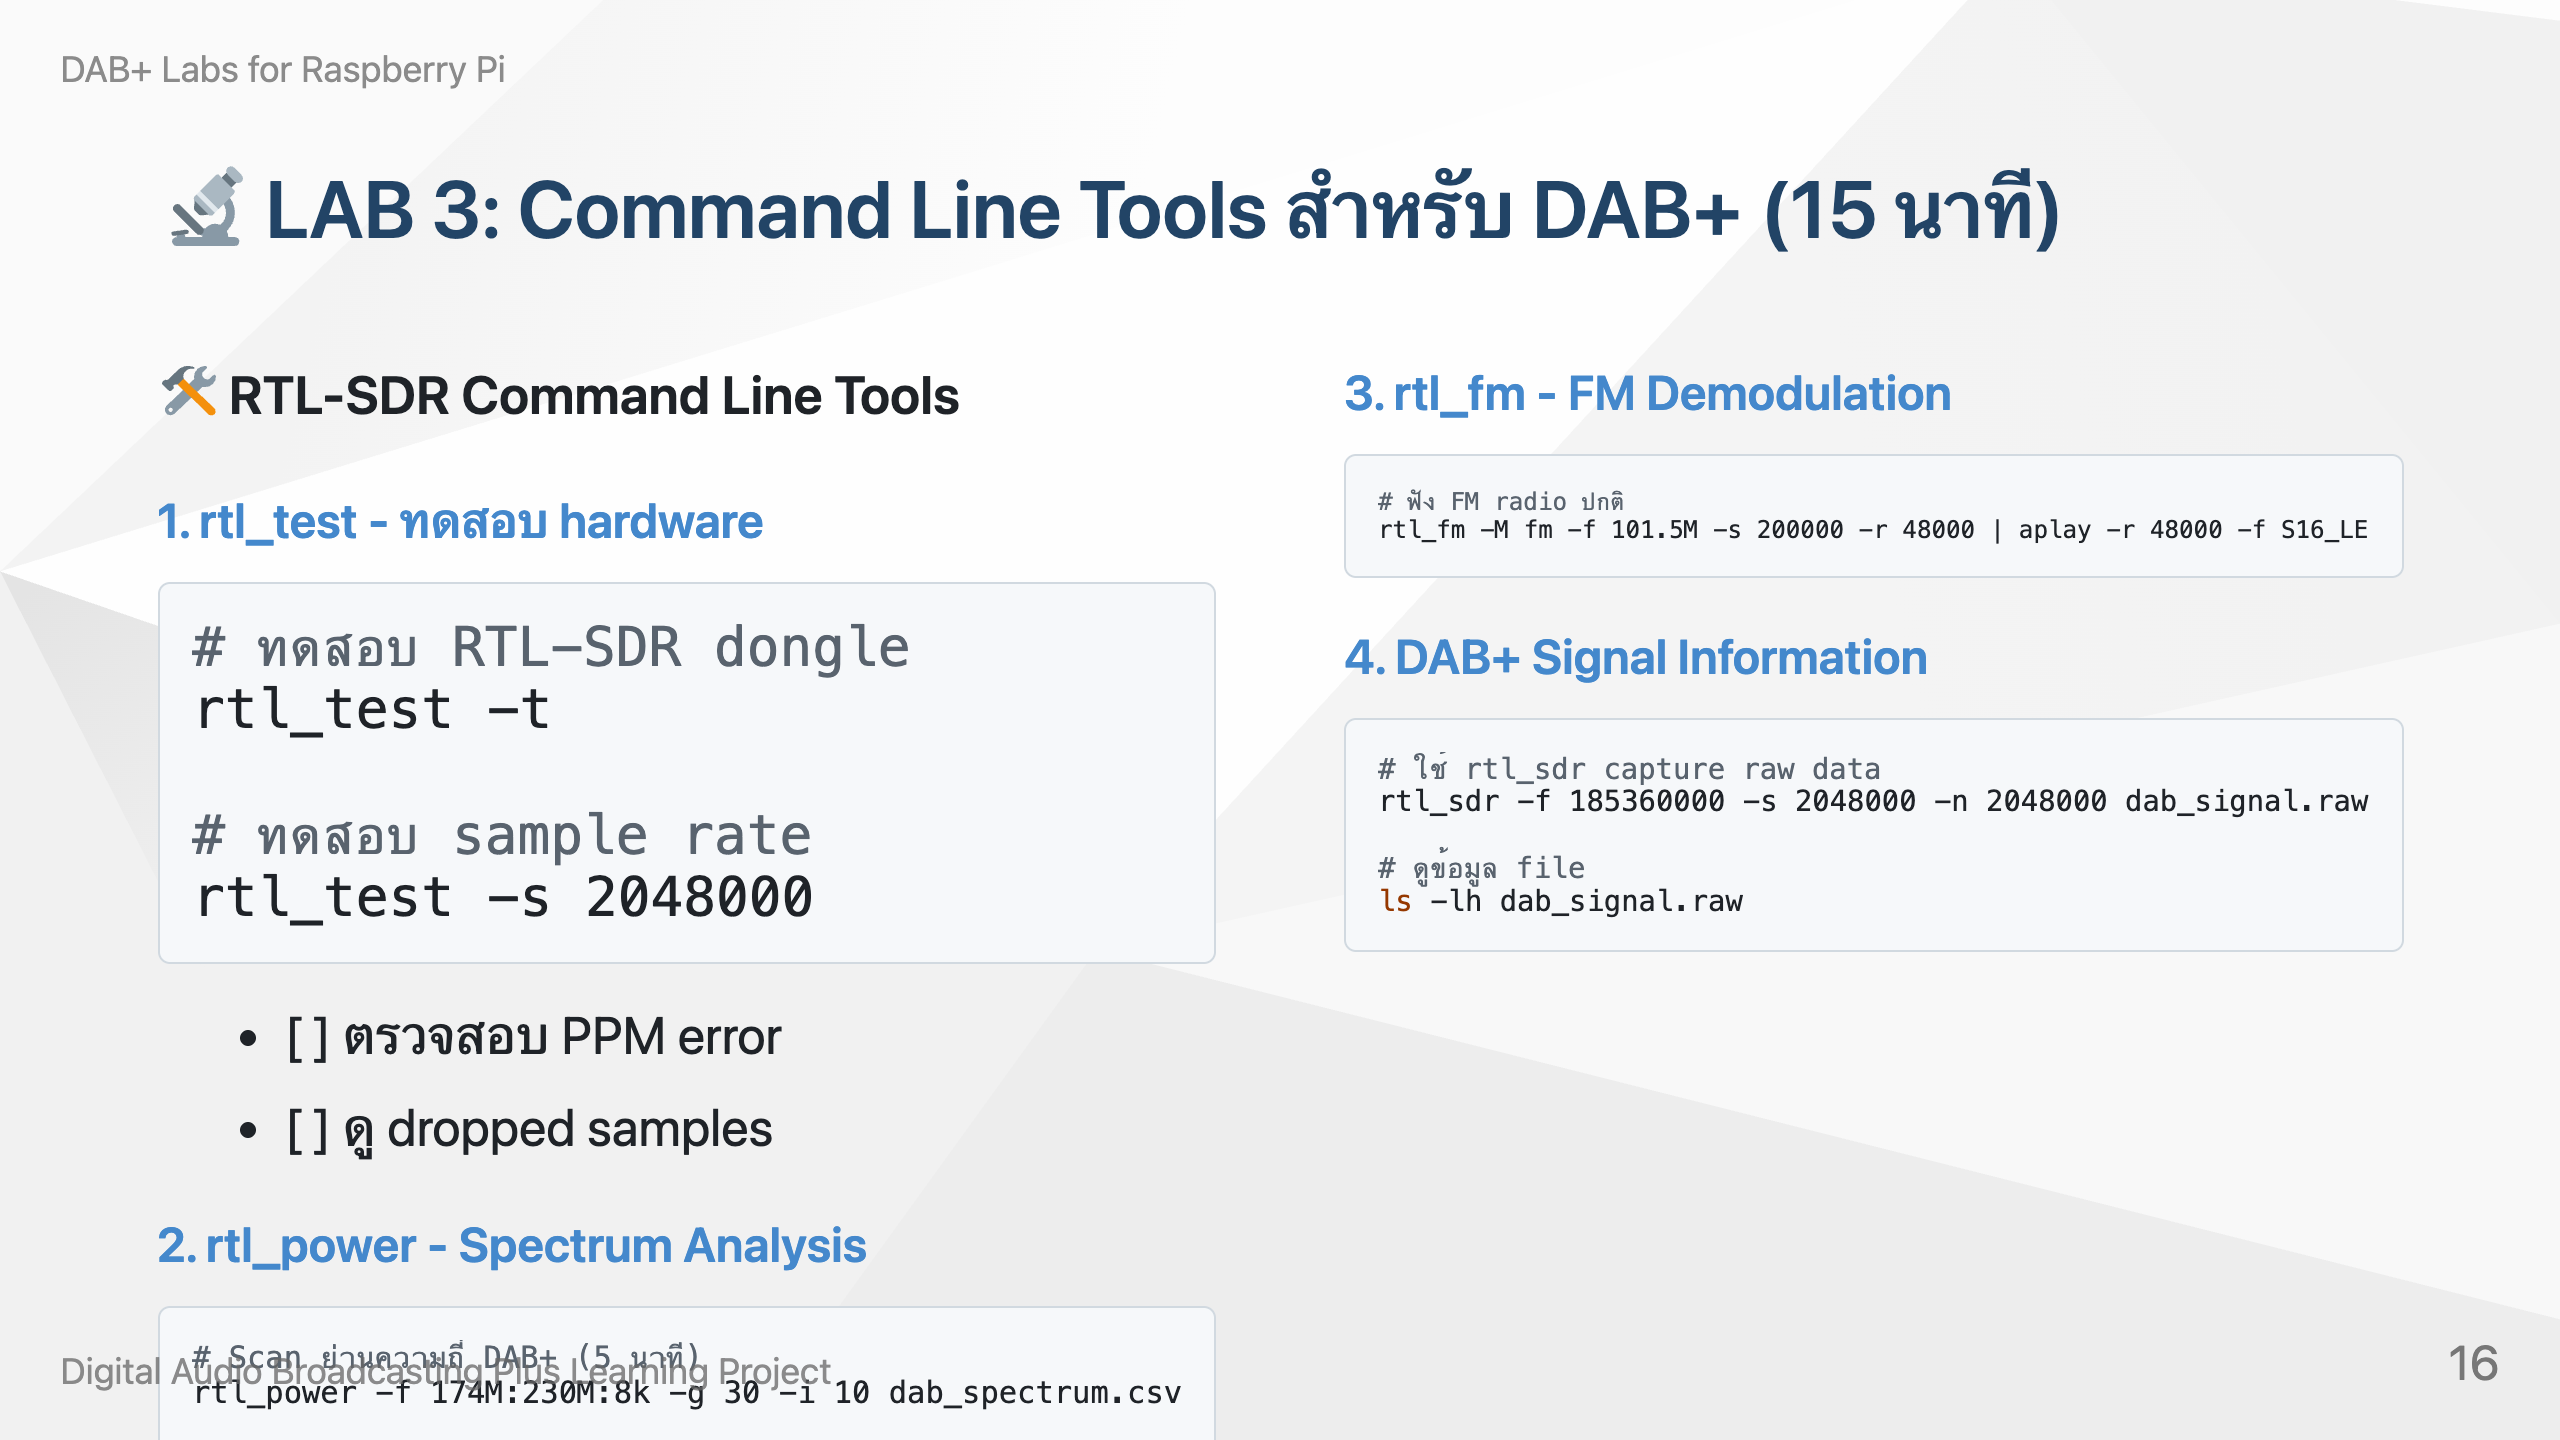 DAB+ Labs for Raspberry Pi
🔬 LAB 3: Command Line Tools สำหรับ DAB+ (15 นาที)
🛠️ RTL-SDR Command Line Tools
1. rtl_test - ทดสอบ hardware
# ทดสอบ RTL-SDR dongle
rtl_test -t
# ทดสอบ sample rate
rtl_test -s 2048000
• [ ] ตรวจสอบ PPM error
• [ ] ดู dropped samples
2. rtl_power - Spectrum Analysis
# Scan ย่านความถี่ DAB+ (5 นาที)
rtl_power -f 174M:230M:8k -g 30 -i 10 dab_spectrum.csv
3. rtl_fm - FM Demodulation
# ฟัง FM radio ปกติ
rtl_fm -M fm -f 101.5M -s 200000 -r 48000 | aplay -r 48000 -f S16_LE
4. DAB+ Signal Information
# ใช้ rtl_sdr capture raw data
rtl_sdr -f 185360000 -s 2048000 -n 2048000 dab_signal.raw
# ดูข้อมูล file
ls -lh dab_signal.raw
Digital Audio Broadcasting Plus Learning Project
16